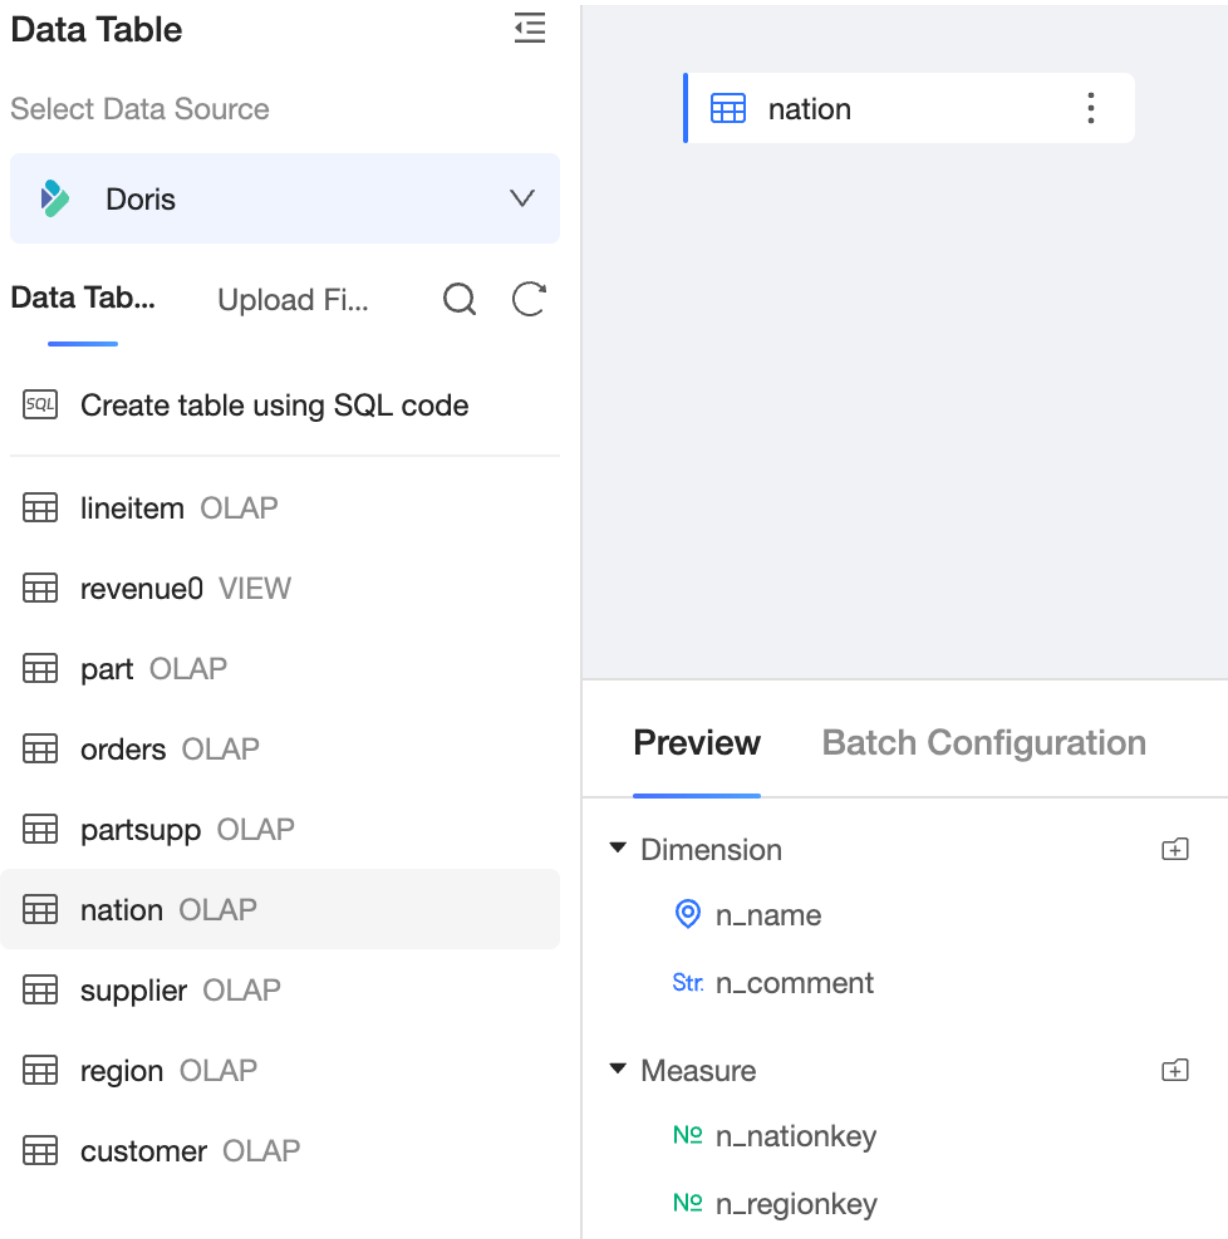 Data Table
Select Data Source
Doris
Data Tab...
Upload Fi...
SQL Create table using SQL code
lineitem OLAP
revenue0 VIEW
part OLAP
orders OLAP
partsupp OLAP
nation OLAP
supplier OLAP
region OLAP
customer OLAP
nation
Preview
Batch Configuration
Dimension
n_name
Str. n_comment
Measure
№ n_nationkey
№ n_regionkey